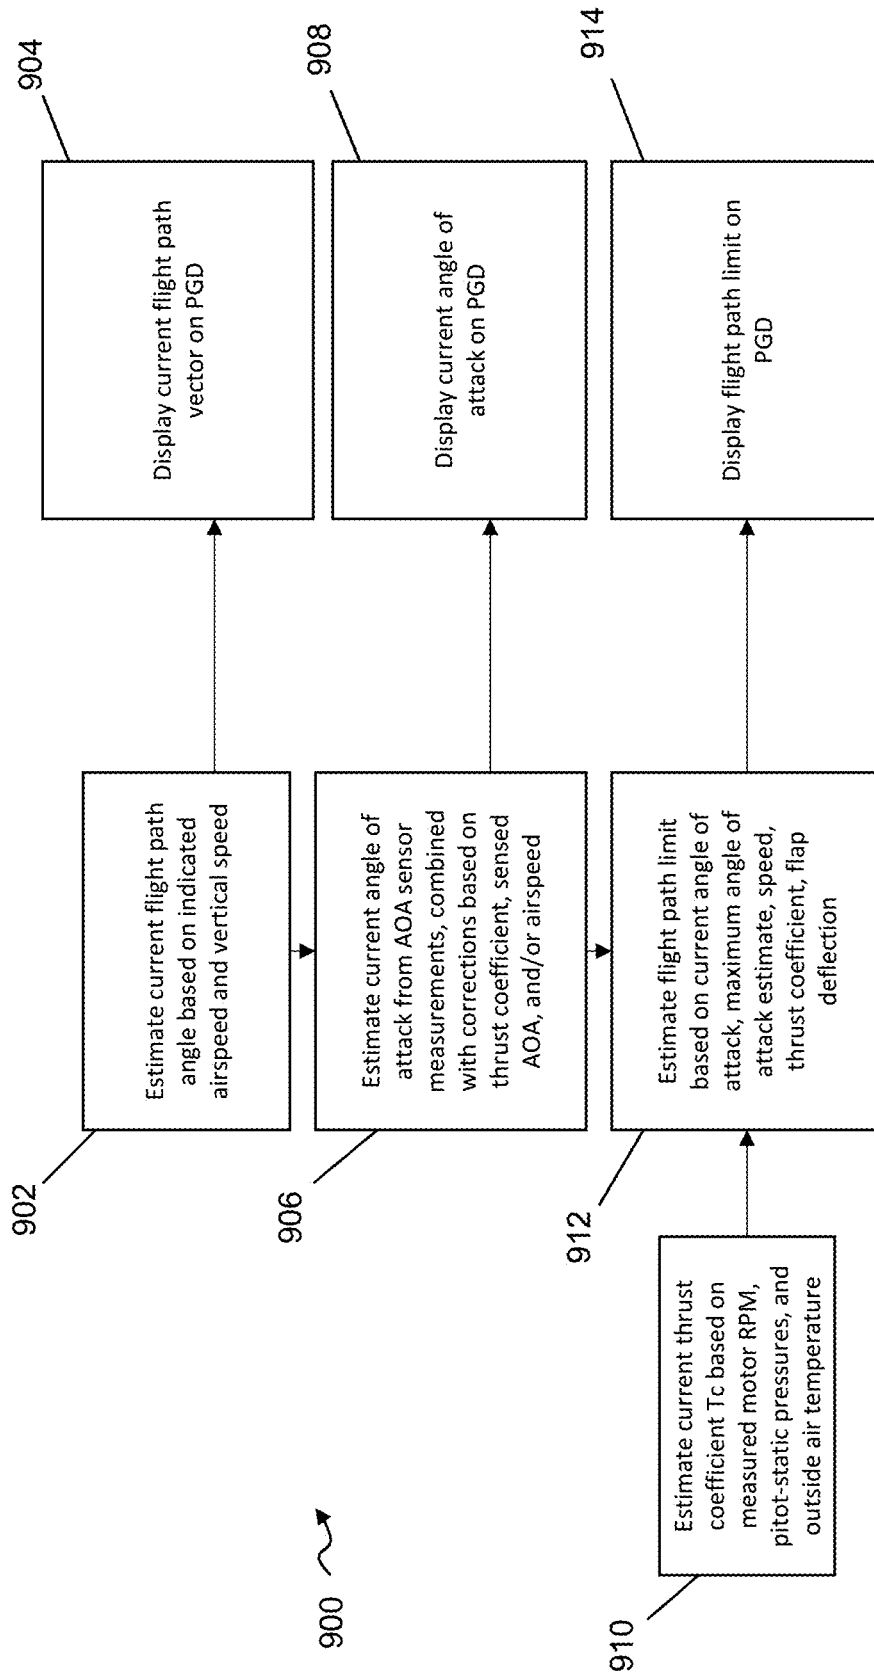 900
902
Estimate current flight path
angle based on indicated
airspeed and vertical speed
904
Display current flight path
vector on PGD
906
Estimate current angle of
attack from AOA sensor
measurements, combined
with corrections based on
thrust coefficient, sensed
AOA, and/or airspeed
908
Display current angle of
attack on PGD
910
Estimate current thrust
coefficient Tc based on
measured motor RPM,
pitot-static pressures, and
outside air temperature
912
Estimate flight path limit
based on current angle of
attack, maximum angle of
attack estimate, speed,
thrust coefficient, flap
deflection
914
Display flight path limit on
PGD